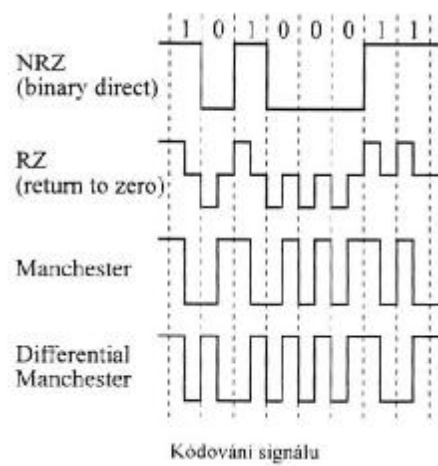 1 0 1 0 0 0 1 1
NRZ
(binary direct)
RZ
(return to zero)
Manchester
Differential
Manchester
Kódování signálu